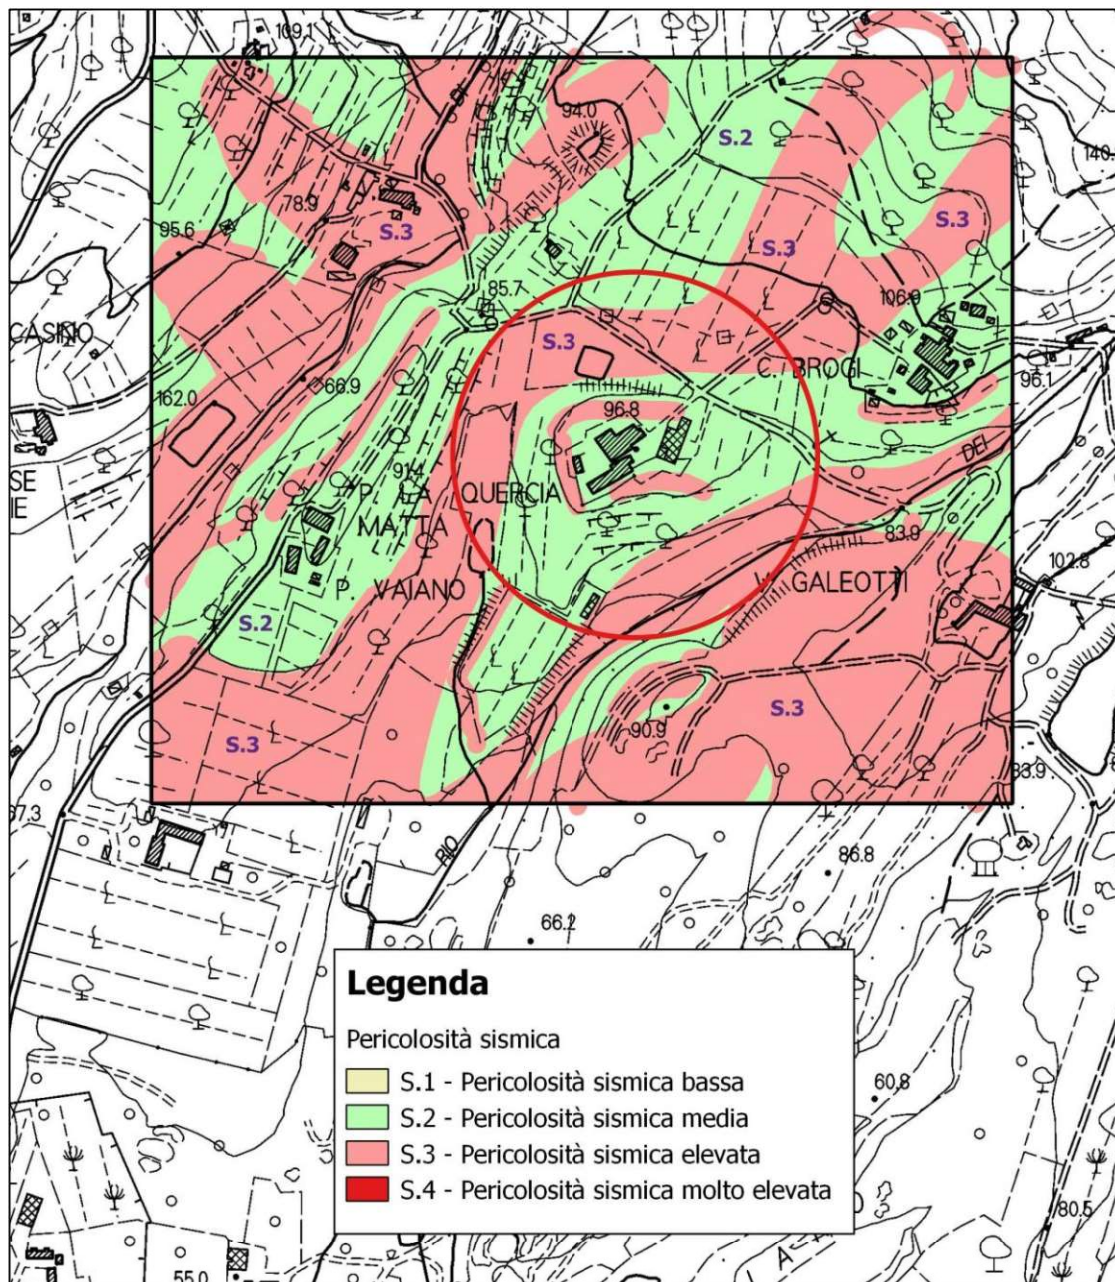 109.1
94.0
S.2
140.
78.9
S.3
95.6
S.3
S.3
85.7
106.9
CASINO
S.3
C. BROGI
66.9
96.1
162.0
96.8
DEI
91.4
SE
P. LA QUERCIA
IE
MATTA
83.9
102.8
V. GALEOTTI
P. VAIANO
S.2
S.3
90.9
S.3
83.9
37.3
RIO
86.8
66.2
Legenda
Pericolosità sismica
S.1 - Pericolosità sismica bassa
S.2 - Pericolosità sismica media
60.8
S.3 - Pericolosità sismica elevata
S.4 - Pericolosità sismica molto elevata
80.5
A
55.0